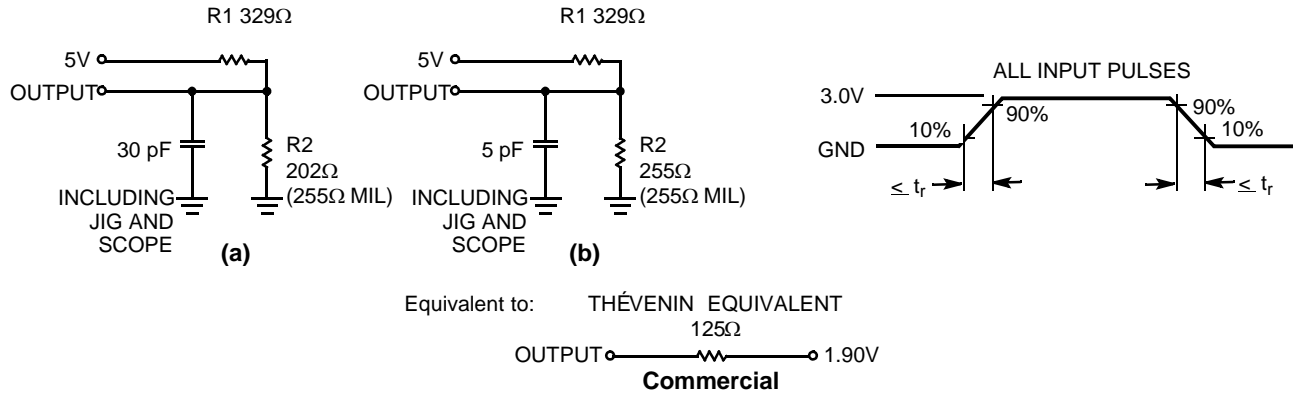 R1 329Ω
5V
OUTPUT
30 pF
R2
202Ω
(255Ω MIL)
INCLUDING
JIG AND
SCOPE
(a)
R1 329Ω
5V
OUTPUT
5 pF
R2
255Ω
(255Ω MIL)
INCLUDING
JIG AND
SCOPE
(b)
ALL INPUT PULSES
3.0V
GND
10%
90%
90%
10%
≤ tr
≤ tr
Equivalent to: THÉVENIN EQUIVALENT
125Ω
OUTPUT 1.90V
Commercial